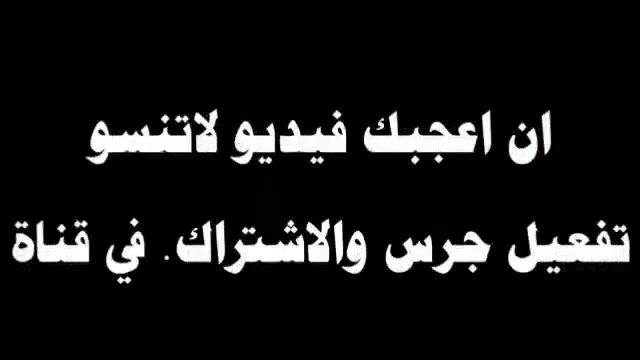 ان اعجبك فيديو لاتنسو
تفعيل جرس والاشتراك. في قناة